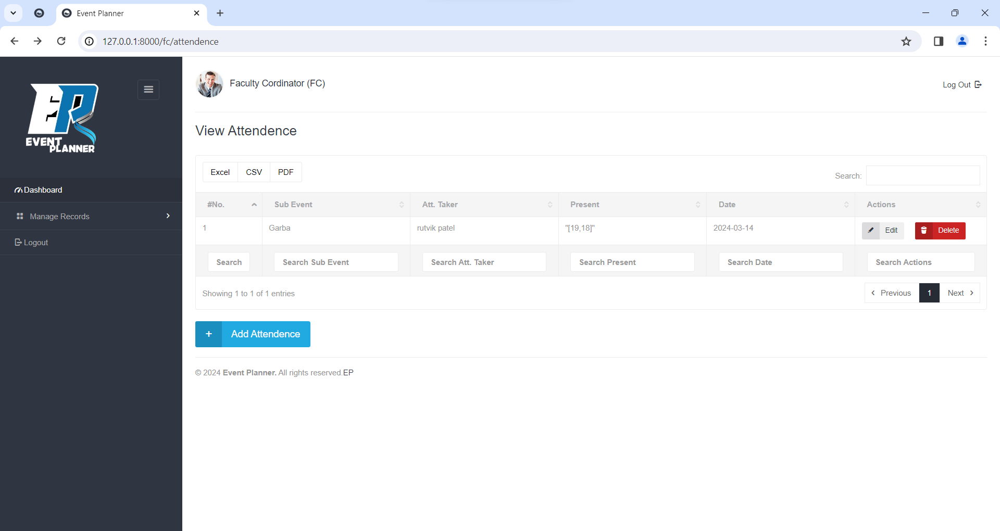 Event Planner
127.0.0.1:8000/fc/attendence
EVENT
PLANNER
Faculty Cordinator (FC)
Log Out
Dashboard
Manage Records
Logout
View Attendence
Excel CSV PDF
Search:
#No. Sub Event Att. Taker Present Date Actions
1 Garba rutvik patel "[19,18]" 2024-03-14 Edit Delete
Search Search Sub Event Search Att. Taker Search Present Search Date Search Actions
Showing 1 to 1 of 1 entries
Previous 1 Next
+ Add Attendence
© 2024 Event Planner. All rights reserved.EP